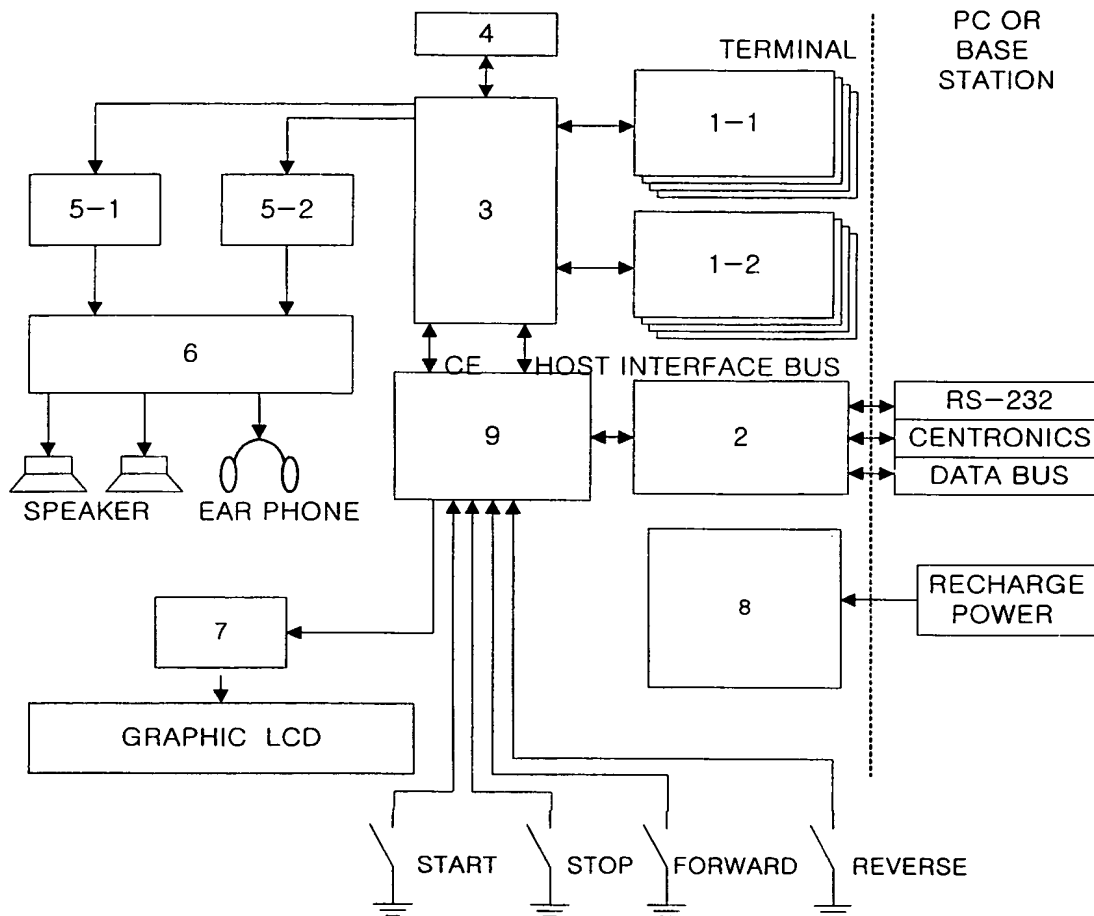 4
TERMINAL
PC OR
BASE
STATION
1-1
5-1
5-2
3
1-2
6
CE
HOST INTERFACE BUS
9
2
RS-232
CENTRONICS
DATA BUS
SPEAKER
EAR PHONE
7
8
RECHARGE
POWER
GRAPHIC LCD
START
STOP
FORWARD
REVERSE